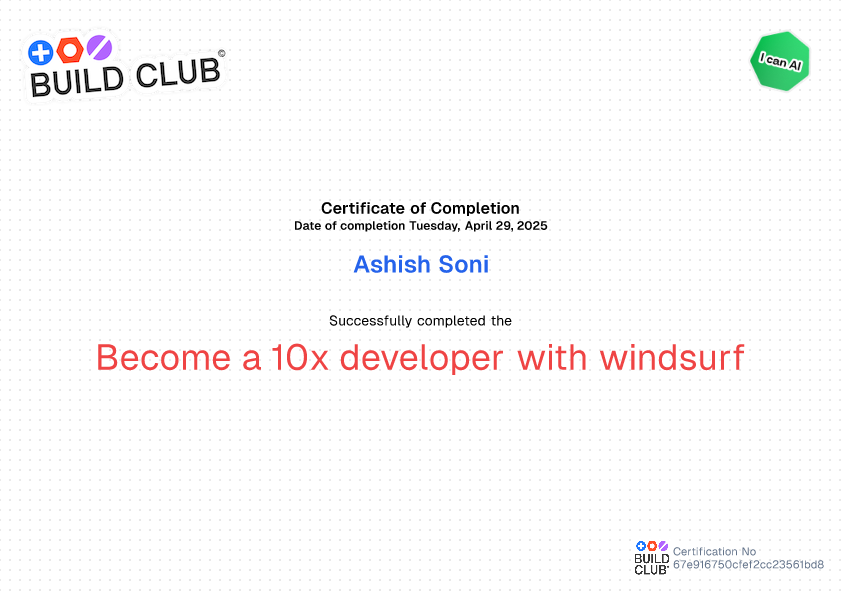 BUILD CLUB©
I can AI
Certificate of Completion
Date of completion Tuesday, April 29, 2025
Ashish Soni
Successfully completed the
Become a 10x developer with windsurf
BUILD
CLUB
Certification No
67e916750cfef2cc23561bd8